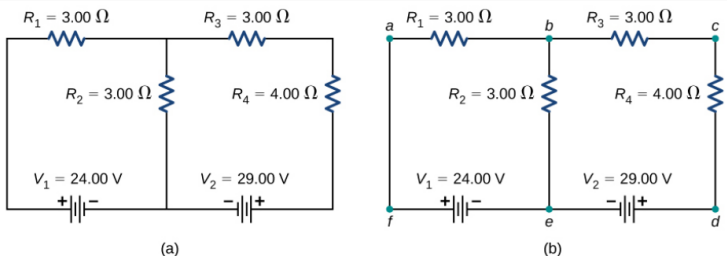 R₁ = 3.00 Ω
R₃ = 3.00 Ω
R₂ = 3.00 Ω
R₄ = 4.00 Ω
V₁ = 24.00 V
V₂ = 29.00 V
+ −
− +
(a)
a
R₁ = 3.00 Ω
b
R₃ = 3.00 Ω
c
R₂ = 3.00 Ω
R₄ = 4.00 Ω
V₁ = 24.00 V
V₂ = 29.00 V
+ −
− +
f
e
d
(b)